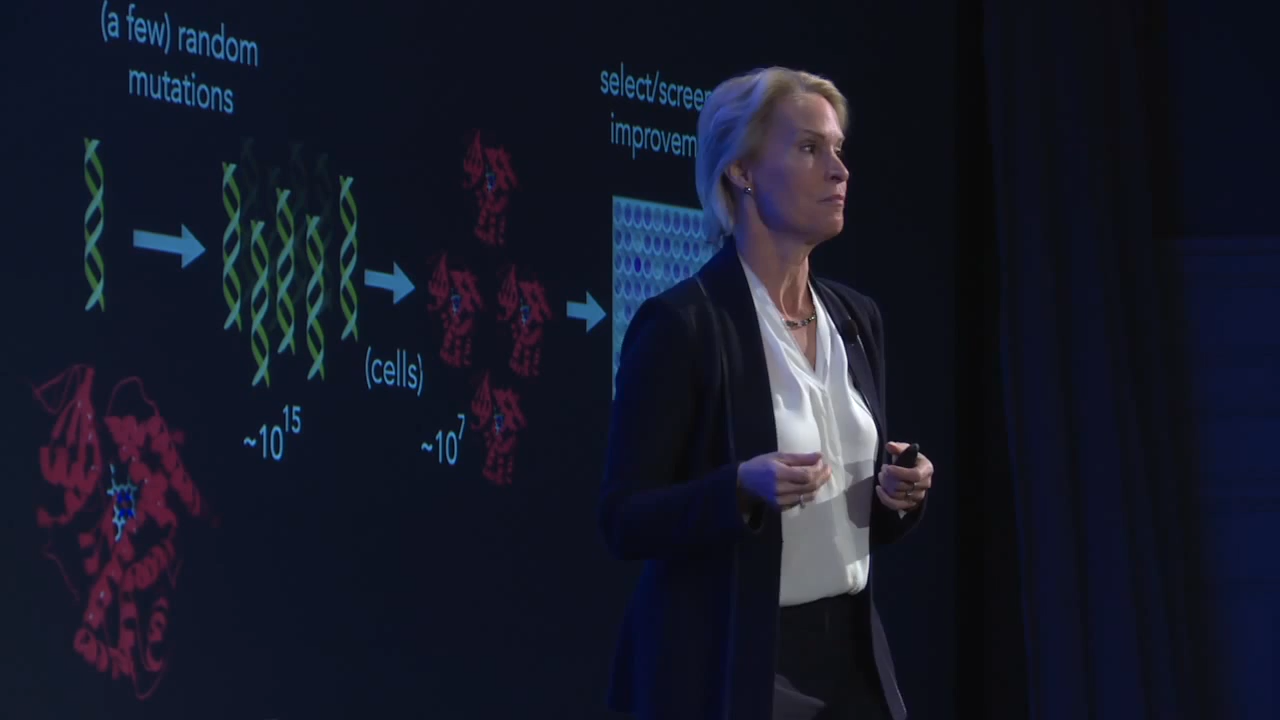 (a few) random
mutations
select/screen
(cells)
~10^15
~10^7